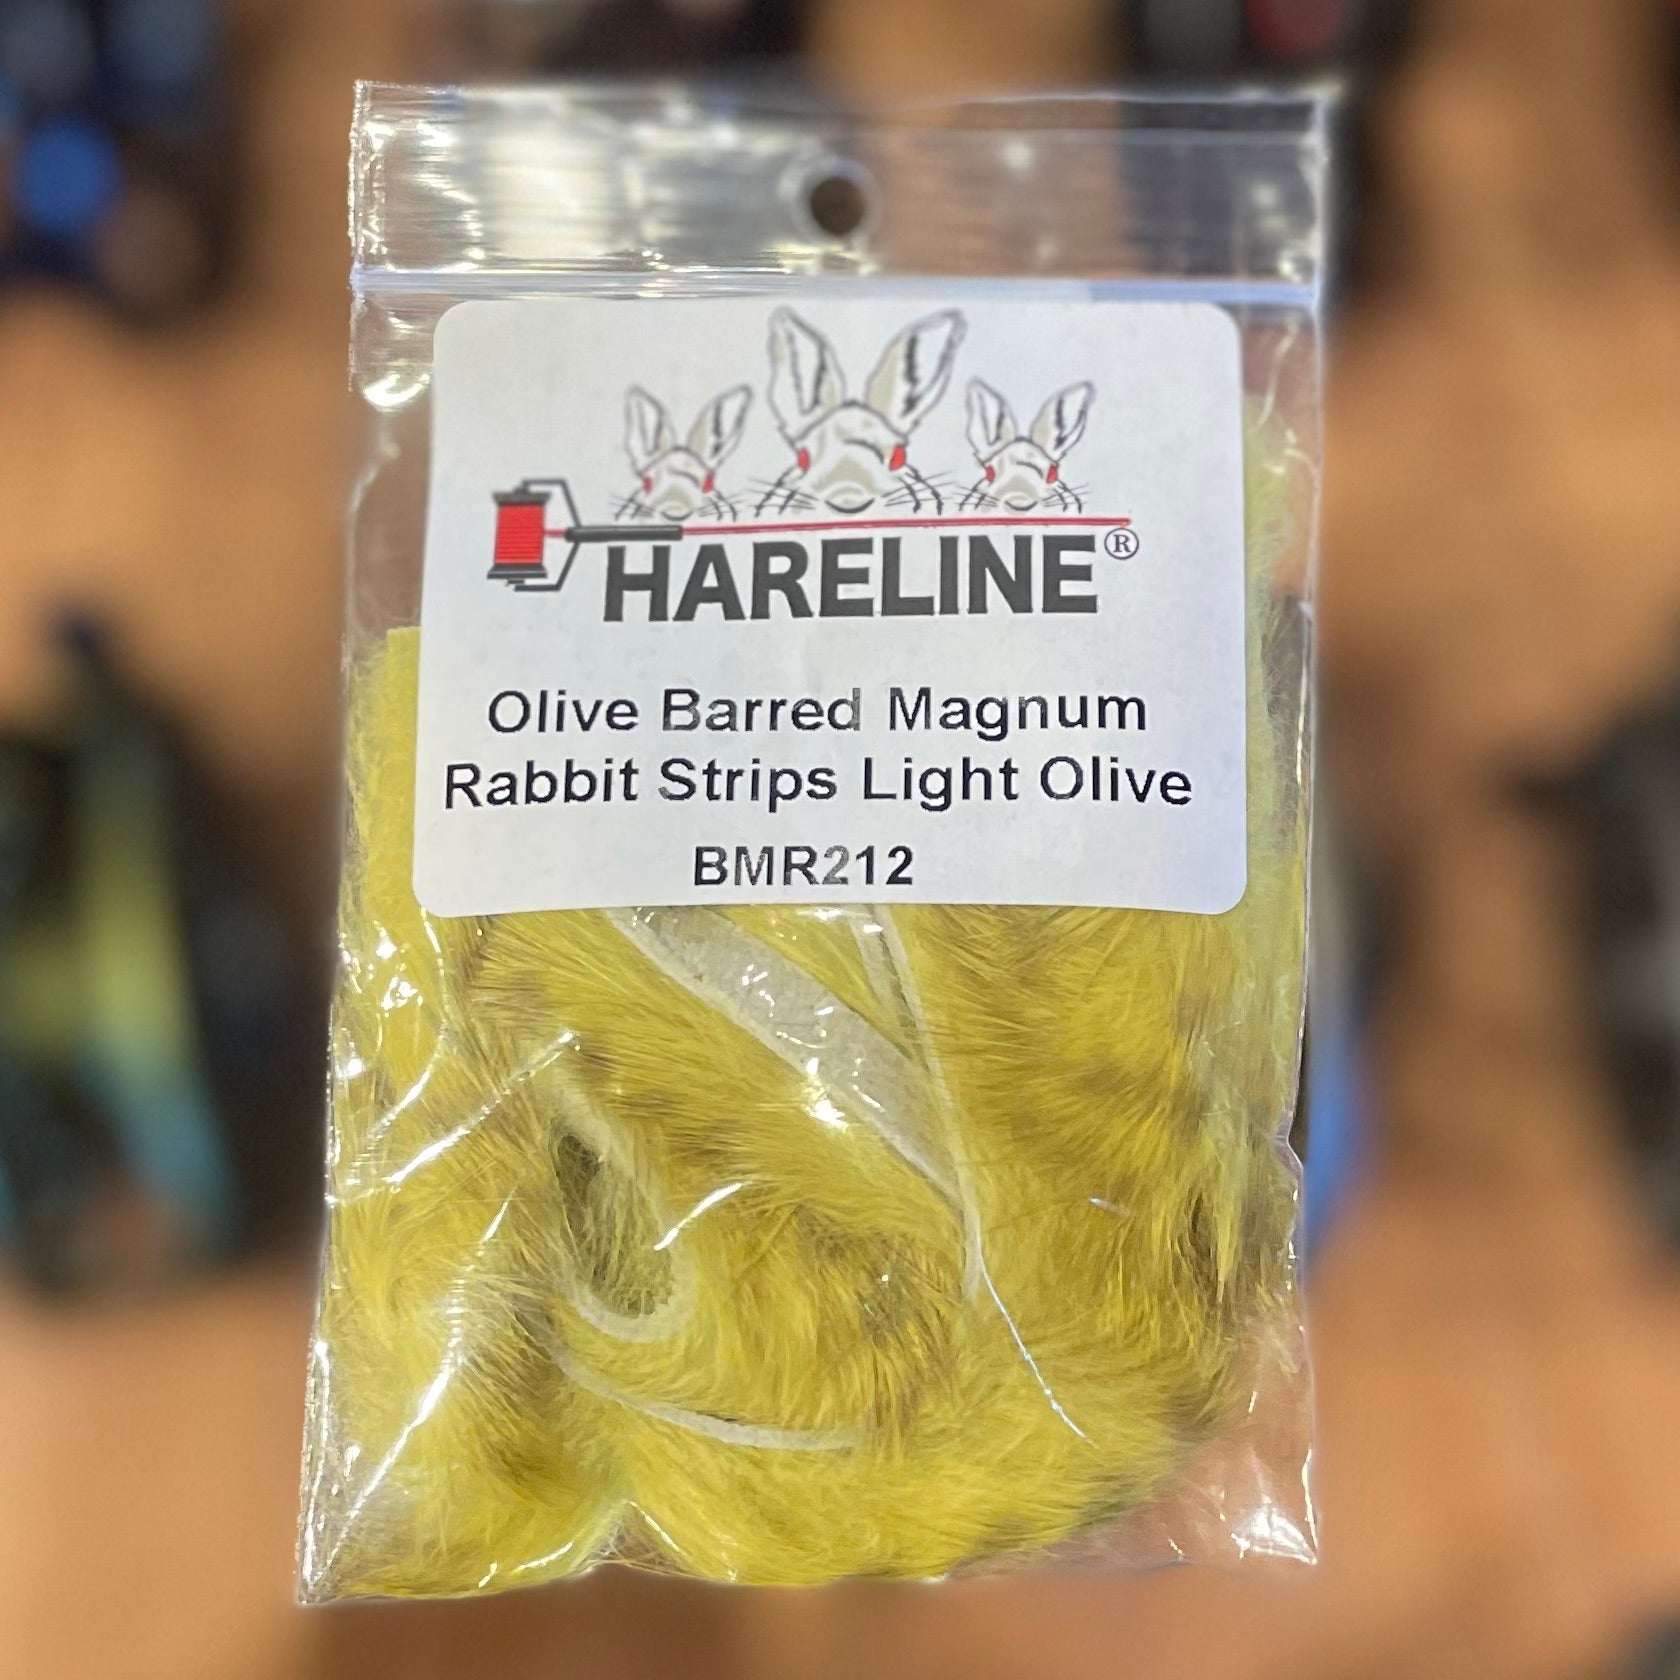 HARELINE®
Olive Barred Magnum
Rabbit Strips Light Olive
BMR212